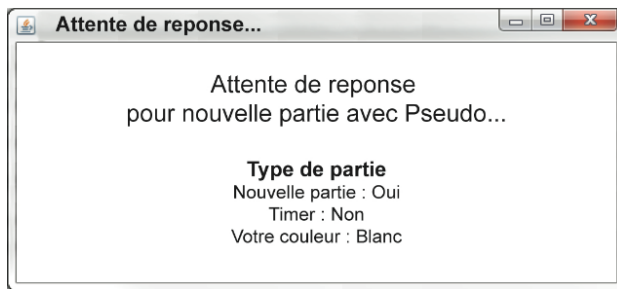 Attente de reponse...
Attente de reponse
pour nouvelle partie avec Pseudo...
Type de partie
Nouvelle partie : Oui
Timer : Non
Votre couleur : Blanc